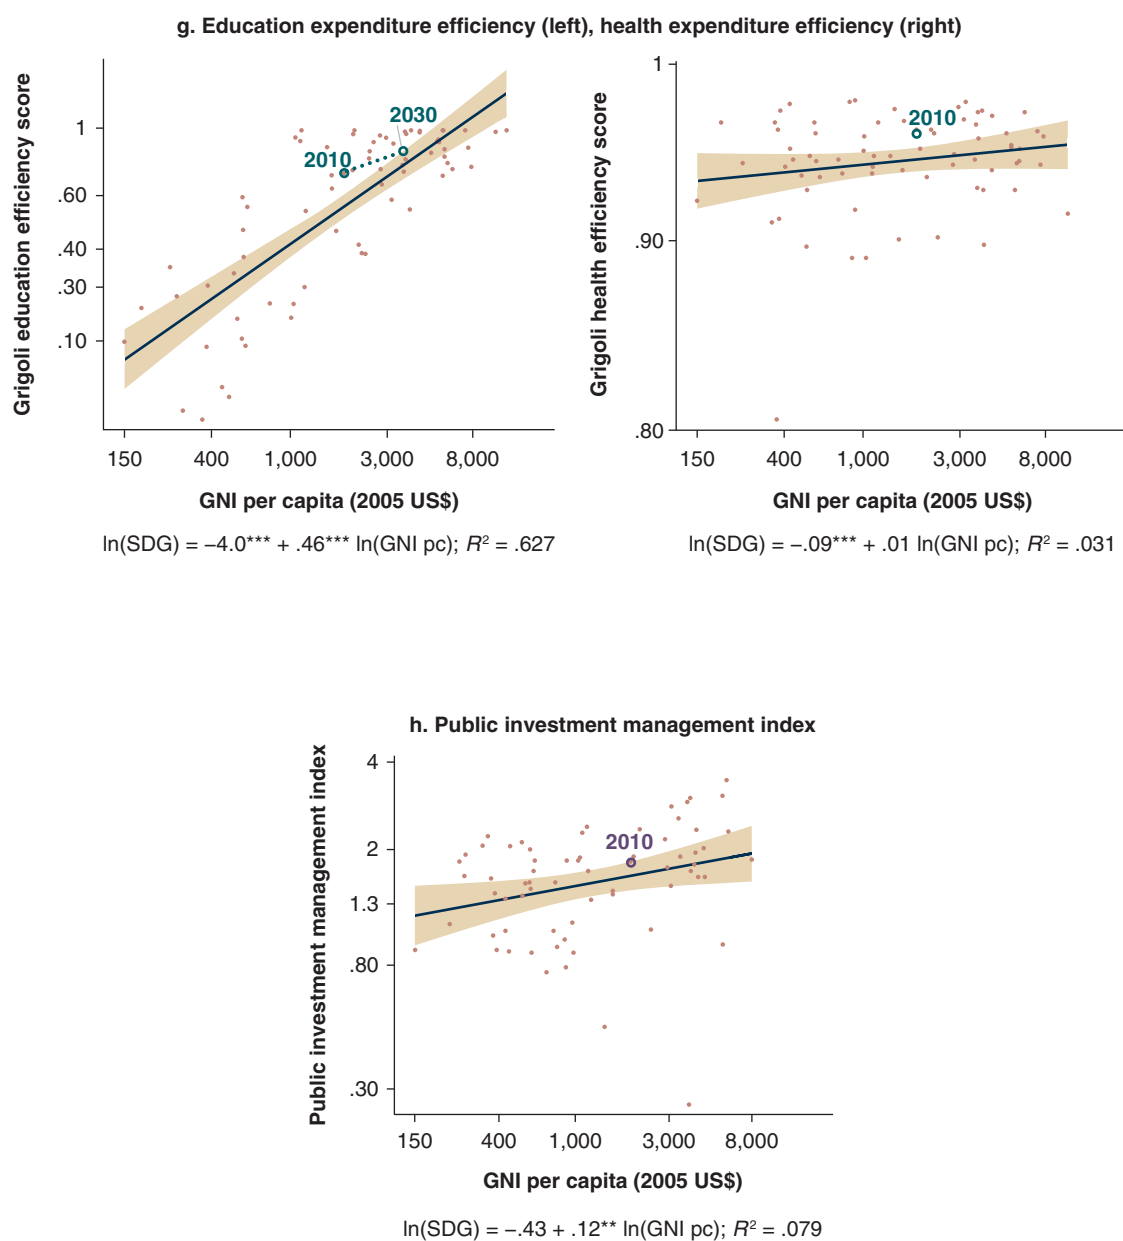 g. Education expenditure efficiency (left), health expenditure efficiency (right)
Grigoli education efficiency score
1
.60
.40
.30
.10
2010
2030
150 400 1,000 3,000 8,000
GNI per capita (2005 US$)
ln(SDG) = –4.0*** + .46*** ln(GNI pc); R² = .627
Grigoli health efficiency score
1
.90
.80
2010
150 400 1,000 3,000 8,000
GNI per capita (2005 US$)
ln(SDG) = –.09*** + .01 ln(GNI pc); R² = .031
h. Public investment management index
Public investment management index
4
2
1.3
.80
.30
2010
150 400 1,000 3,000 8,000
GNI per capita (2005 US$)
ln(SDG) = –.43 + .12** ln(GNI pc); R² = .079